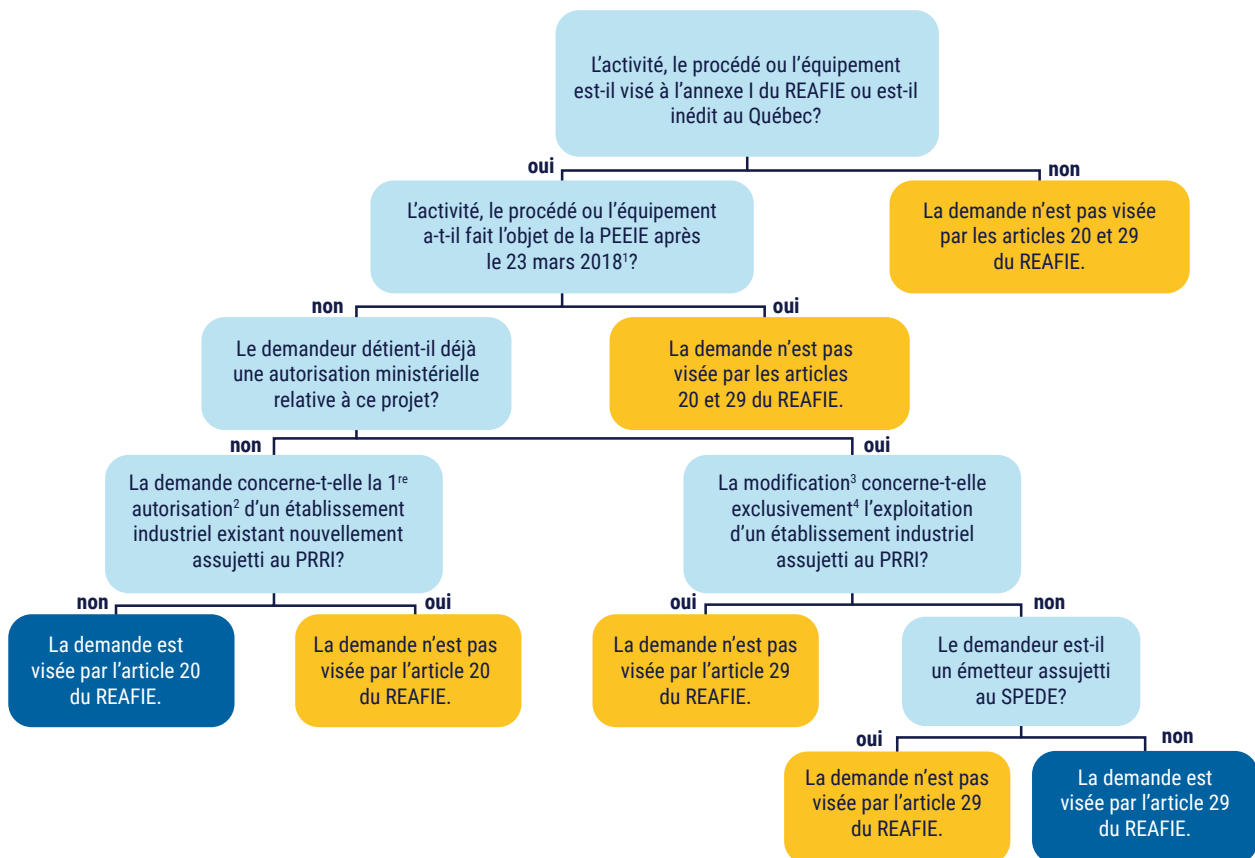 L'activité, le procédé ou l'équipement
est-il visé à l'annexe I du REAFIE ou est-il
inédit au Québec?
oui
non
L'activité, le procédé ou l'équipement
a-t-il fait l'objet de la PEEIE après
le 23 mars 2018¹?
La demande n'est pas visée
par les articles 20 et 29
du REAFIE.
non
oui
Le demandeur détient-il déjà
une autorisation ministérielle
relative à ce projet?
La demande n'est pas
visée par les articles
20 et 29 du REAFIE.
non
oui
La demande concerne-t-elle la 1ʳᵉ
autorisation² d'un établissement
industriel existant nouvellement
assujetti au PRRI?
La modification³ concerne-t-elle
exclusivement⁴ l'exploitation
d'un établissement industriel
assujetti au PRRI?
non
oui
oui
non
La demande est
visée par l'article 20
du REAFIE.
La demande n'est pas
visée par l'article 20
du REAFIE.
La demande n'est pas
visée par l'article 29
du REAFIE.
Le demandeur est-il
un émetteur assujetti
au SPEDE?
oui
non
La demande n'est pas
visée par l'article 29
du REAFIE.
La demande est
visée par l'article 29
du REAFIE.